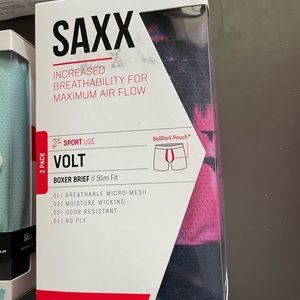 SAXX
INCREASED
BREATHABILITY FOR
MAXIMUM AIR FLOW
SPORT USE
BallPark Pouch™
2 PACK
VOLT
BOXER BRIEF // Slim Fit
01/ BREATHABLE MICRO-MESH
02/ MOISTURE WICKING
03/ ODOR RESISTANT
04/ NO FLY